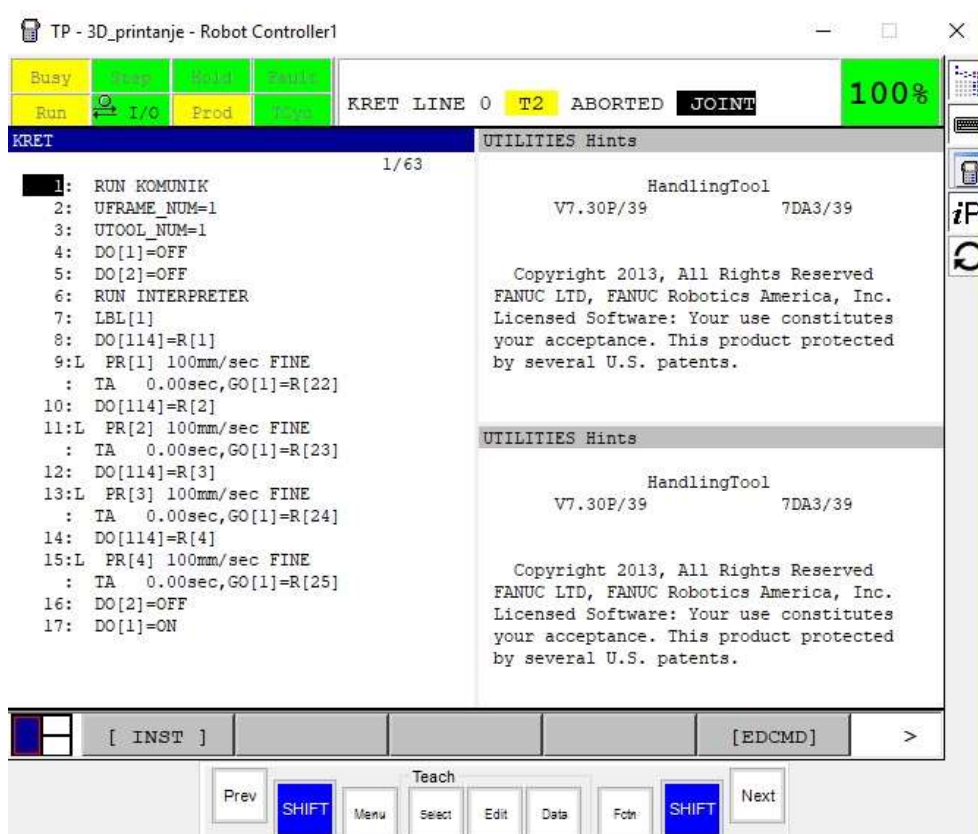 TP - 3D_printanje - Robot Controller1
Busy Step Hold Fault
Run I/O Prod TCyc
KRET LINE 0 T2 ABORTED JOINT
100%
KRET
1/63
1: RUN KOMUNIK
2: UFRAME_NUM=1
3: UTOOL_NUM=1
4: DO[1]=OFF
5: DO[2]=OFF
6: RUN INTERPRETER
7: LBL[1]
8: DO[114]=R[1]
9:L PR[1] 100mm/sec FINE
: TA 0.00sec,GO[1]=R[22]
10: DO[114]=R[2]
11:L PR[2] 100mm/sec FINE
: TA 0.00sec,GO[1]=R[23]
12: DO[114]=R[3]
13:L PR[3] 100mm/sec FINE
: TA 0.00sec,GO[1]=R[24]
14: DO[114]=R[4]
15:L PR[4] 100mm/sec FINE
: TA 0.00sec,GO[1]=R[25]
16: DO[2]=OFF
17: DO[1]=ON
UTILITIES Hints
HandlingTool
V7.30P/39 7DA3/39
Copyright 2013, All Rights Reserved
FANUC LTD, FANUC Robotics America, Inc.
Licensed Software: Your use constitutes
your acceptance. This product protected
by several U.S. patents.
UTILITIES Hints
HandlingTool
V7.30P/39 7DA3/39
Copyright 2013, All Rights Reserved
FANUC LTD, FANUC Robotics America, Inc.
Licensed Software: Your use constitutes
your acceptance. This product protected
by several U.S. patents.
iP
[ INST ] [EDCMD] >
Teach
Prev SHIFT Menu Select Edit Data Fctn SHIFT Next